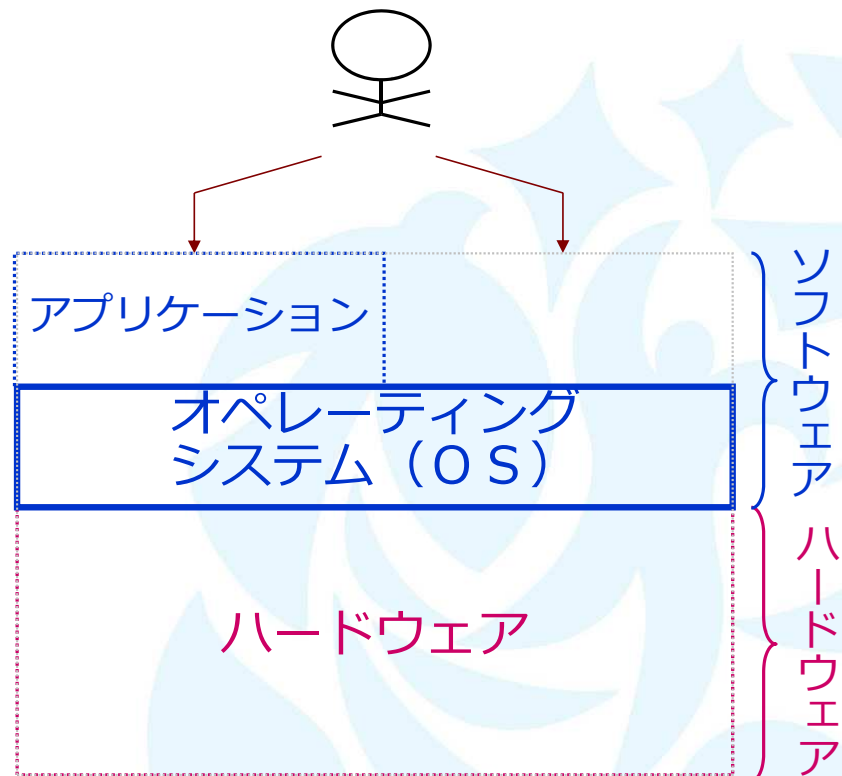 アプリケーション
オペレーティング
システム（ＯＳ）
ハードウェア
ソフトウェア
ハードウェア